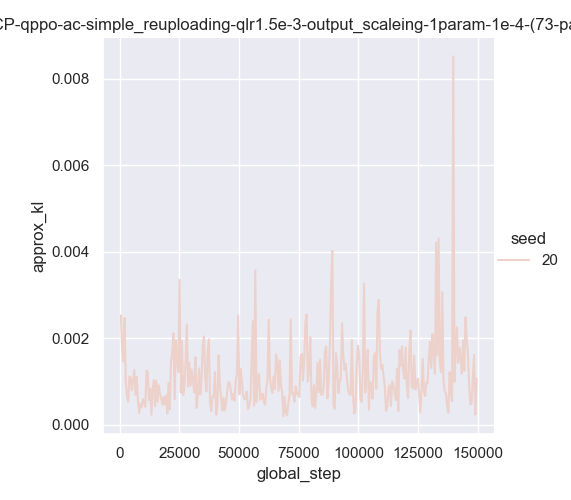 CP-qppo-ac-simple_reuploading-qlr1.5e-3-output_scaleing-1param-1e-4-(73-pa
0.008
0.006
0.004
0.002
0.000
approx_kl
seed
20
0 25000 50000 75000 100000 125000 150000
global_step